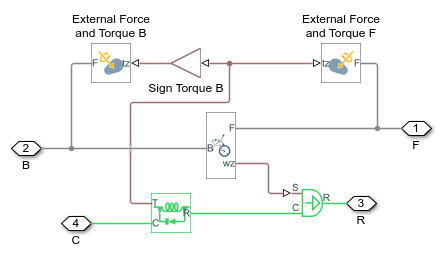 External Force
and Torque B
External Force
and Torque F
F
tz
tz
F
Sign Torque B
F
1
F
2
B
B
wz
S
R
C
3
R
T
R
C
4
C